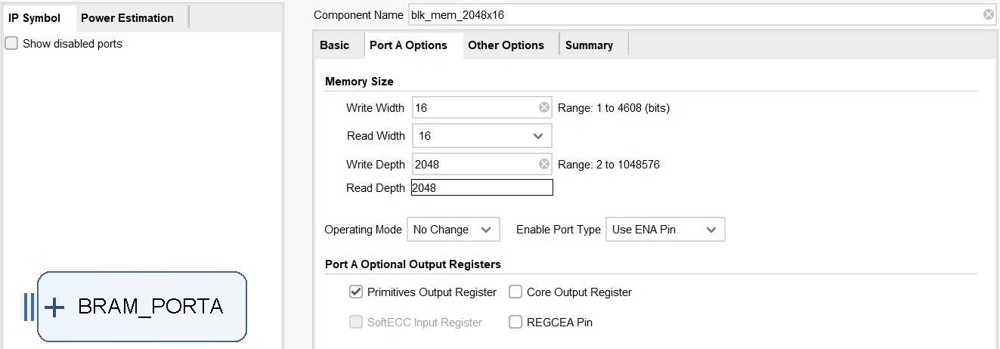 IP Symbol Power Estimation
Show disabled ports
BRAM_PORTA
Component Name blk_mem_2048x16
Basic Port A Options Other Options Summary
Memory Size
Write Width 16 Range: 1 to 4608 (bits)
Read Width 16
Write Depth 2048 Range: 2 to 1048576
Read Depth 2048
Operating Mode No Change Enable Port Type Use ENA Pin
Port A Optional Output Registers
Primitives Output Register Core Output Register
SoftECC Input Register REGCEA Pin